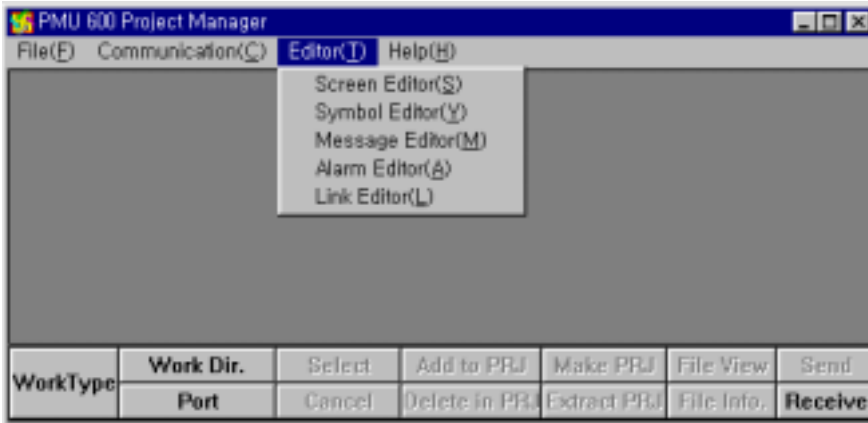 PMU 600 Project Manager
File(F) Communication(C) Editor(T) Help(H)
Screen Editor(S)
Symbol Editor(Y)
Message Editor(M)
Alarm Editor(A)
Link Editor(L)
WorkType
Work Dir. Select Add to PRJ Make PRJ File View Send
Port Cancel Delete in PRJ Extract PRJ File Info. Receive